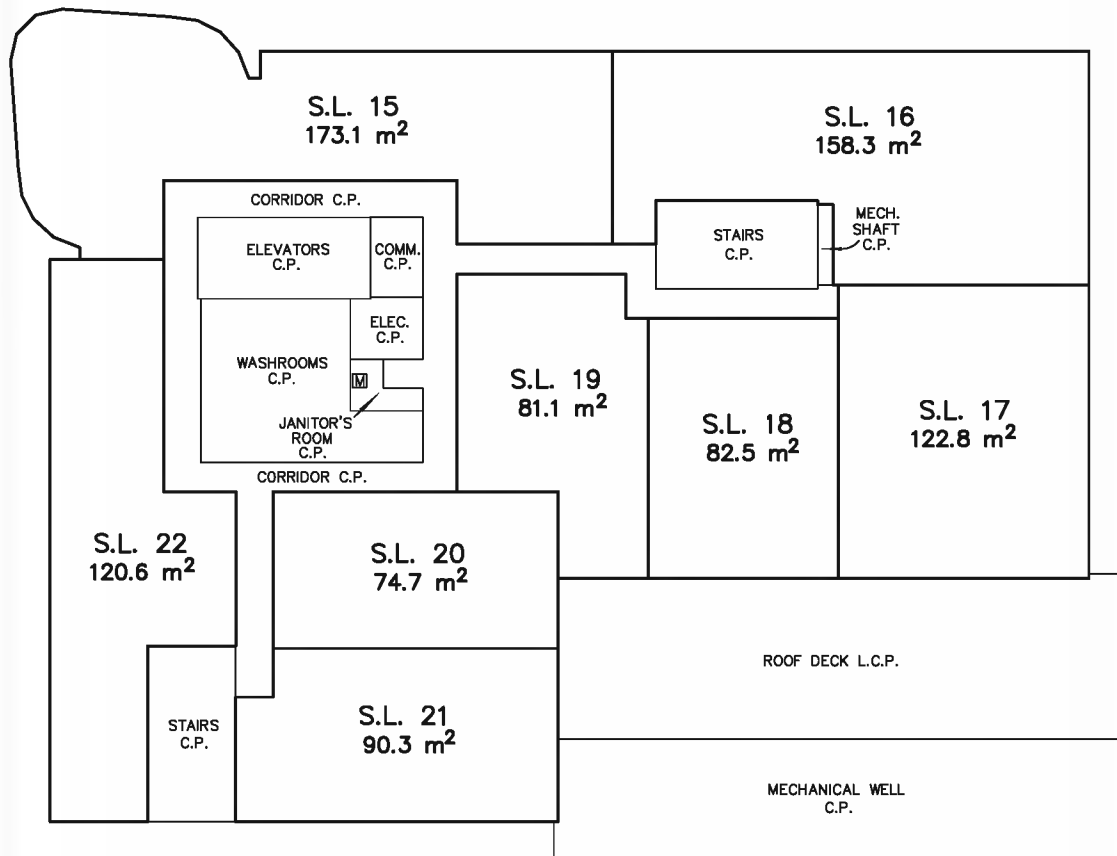 S.L. 15
173.1 m²
S.L. 16
158.3 m²
CORRIDOR C.P.
ELEVATORS
C.P.
COMM.
C.P.
STAIRS
C.P.
MECH.
SHAFT
C.P.
ELEC.
C.P.
WASHROOMS
C.P.
M
JANITOR'S
ROOM
C.P.
CORRIDOR C.P.
S.L. 19
81.1 m²
S.L. 18
82.5 m²
S.L. 17
122.8 m²
S.L. 22
120.6 m²
S.L. 20
74.7 m²
ROOF DECK L.C.P.
STAIRS
C.P.
S.L. 21
90.3 m²
MECHANICAL WELL
C.P.